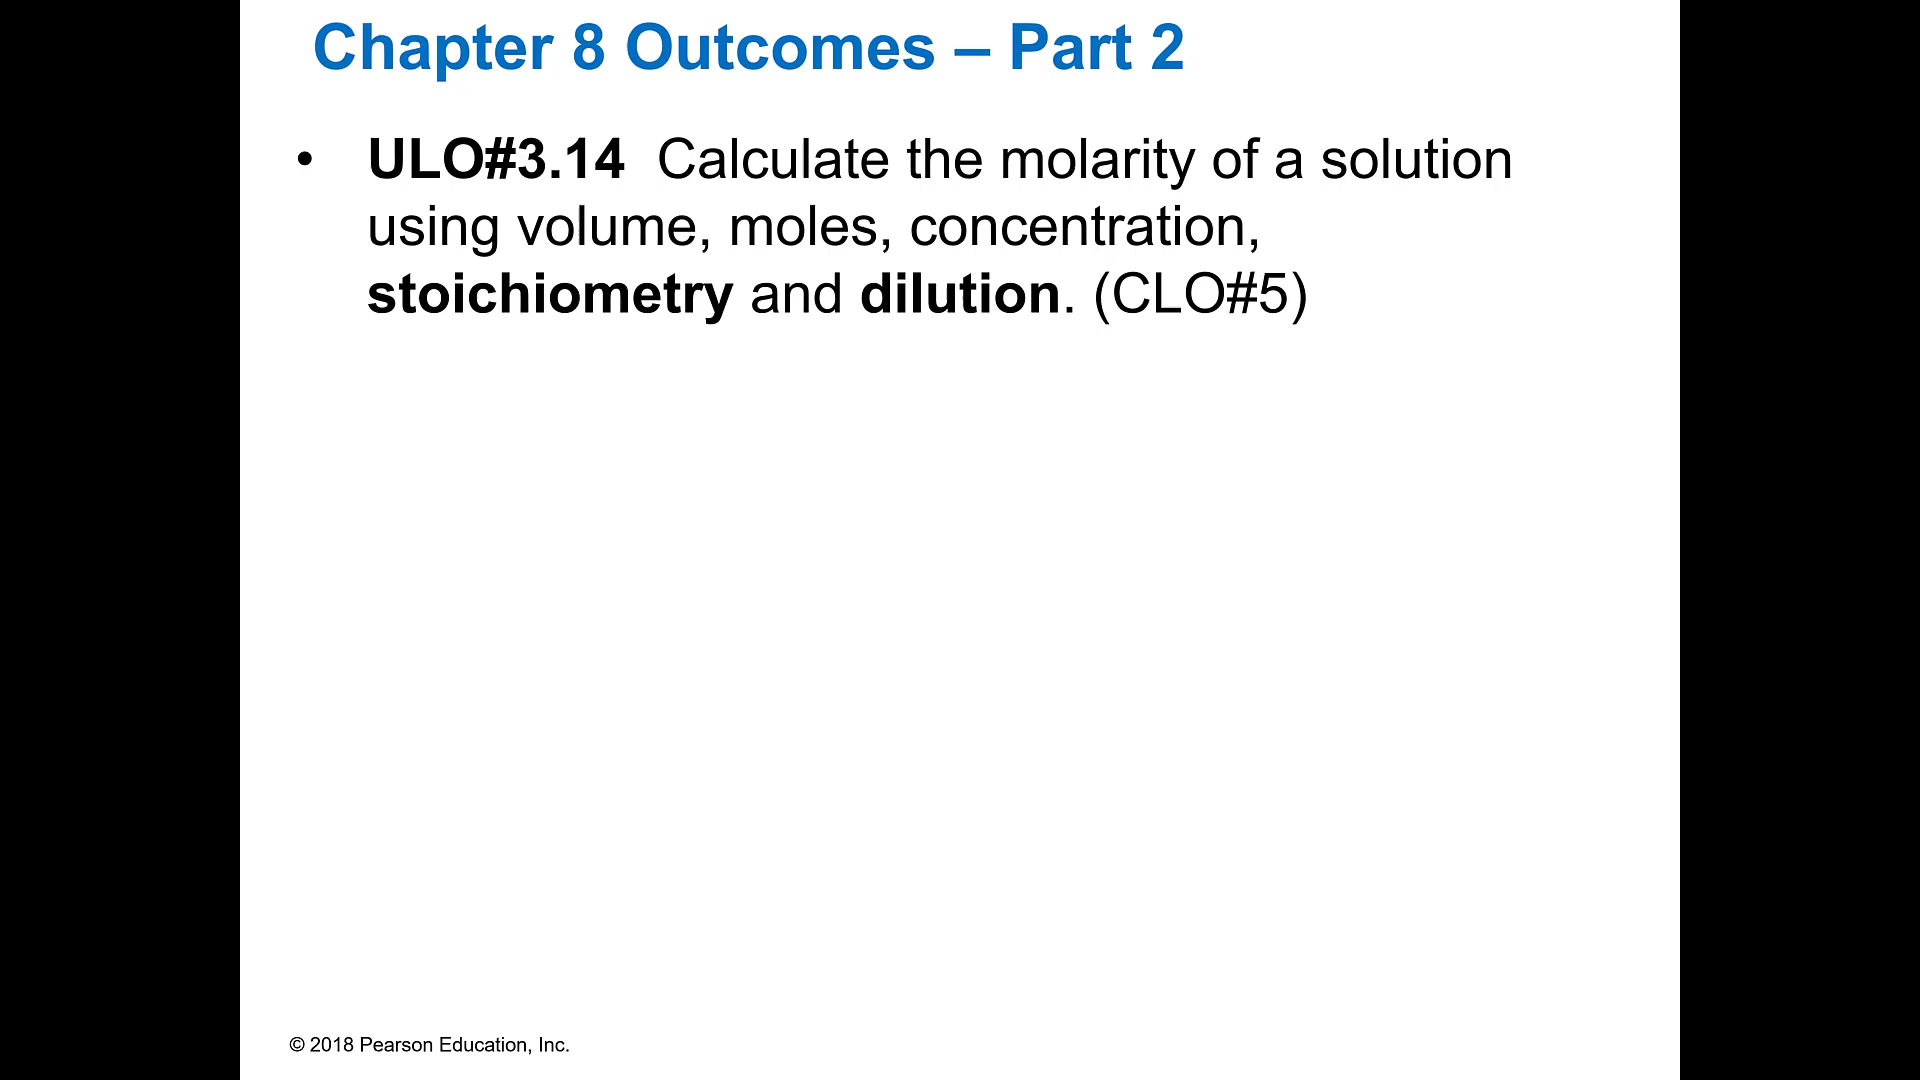 Chapter 8 Outcomes – Part 2
• ULO#3.14 Calculate the molarity of a solution
using volume, moles, concentration,
stoichiometry and dilution. (CLO#5)
© 2018 Pearson Education, Inc.